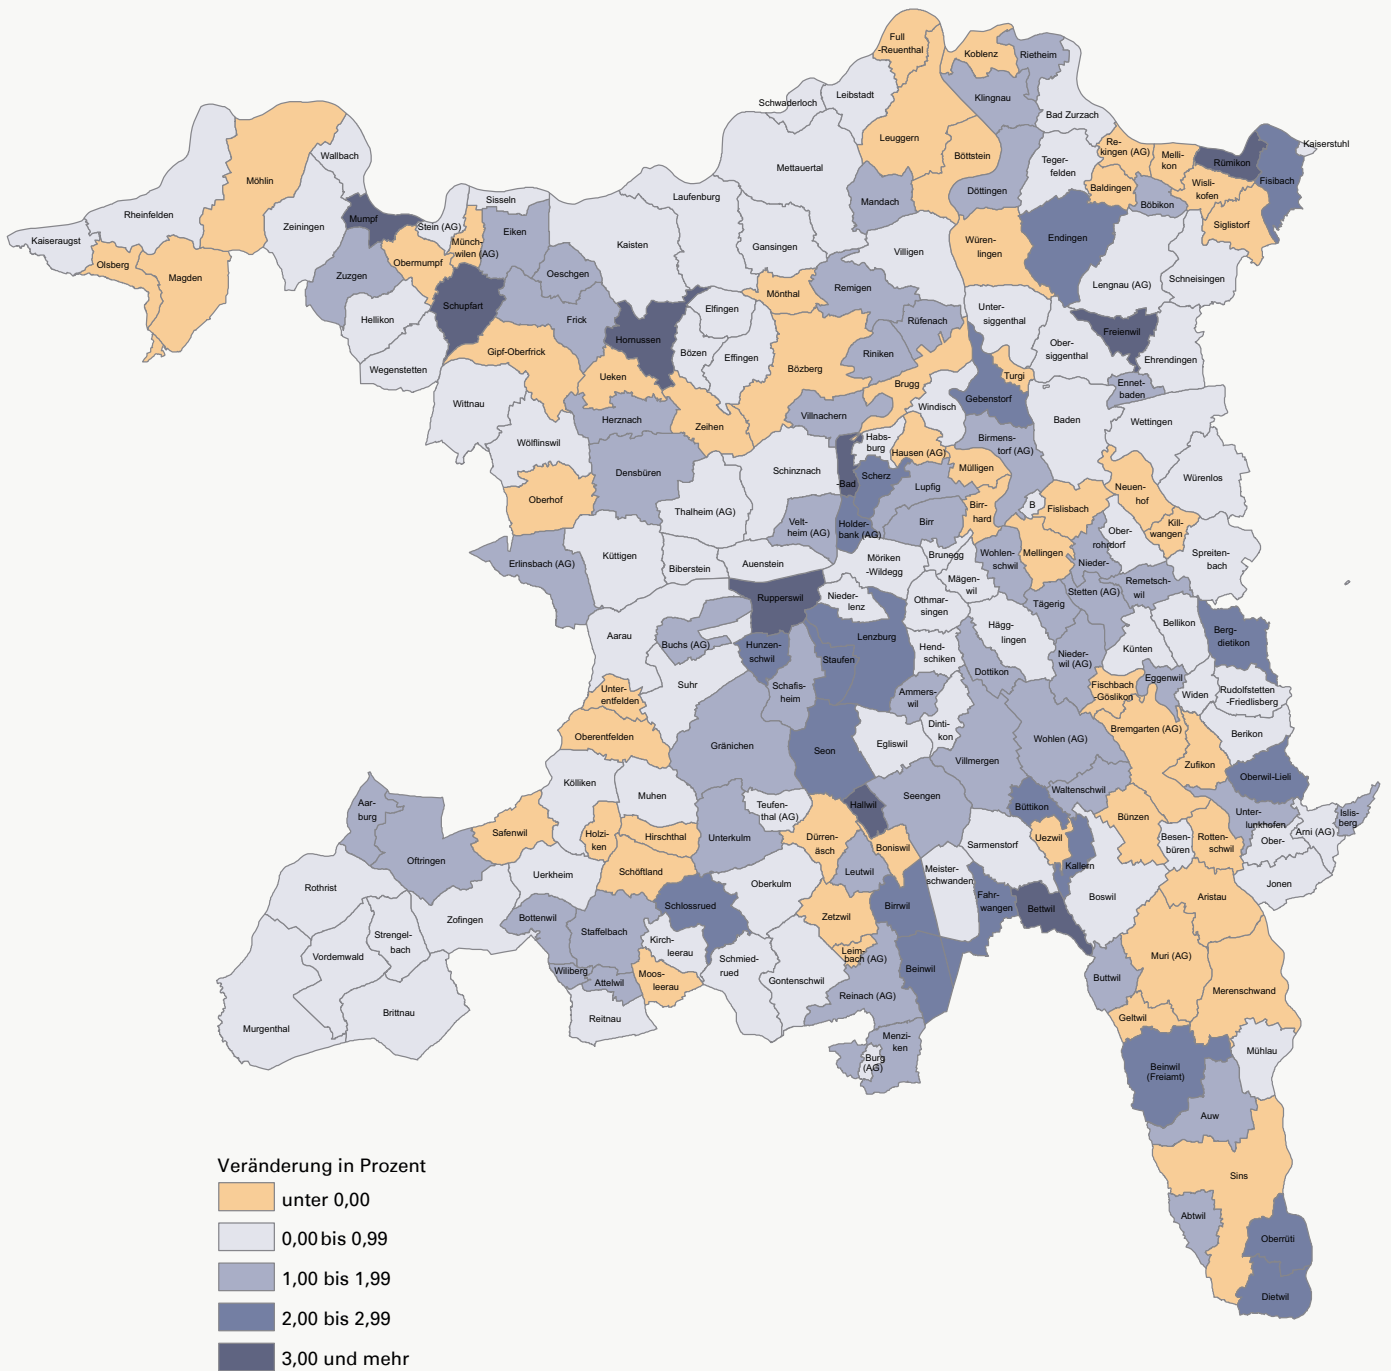 Full
-Reuenthal
Koblenz
Rietheim
Schwaderloch
Leibstadt
Klingnau
Bad Zurzach
Leuggern
Böttstein
Teger-
felden
Re-
kingen (AG)
Melli-
kon
Rümikon
Kaiserstuhl
Wallbach
Möhlin
Mettauertal
Mandach
Döttingen
Baldingen
Böbikon
Wisli-
kofen
Fisibach
Siglistorf
Rheinfelden
Kaiseraugst
Zeiningen
Mumpf
Stein (AG)
Sisseln
Eiken
Münch-
wilen (AG)
Laufenburg
Kaisten
Gansingen
Villigen
Würen-
lingen
Endingen
Olsberg
Magden
Zuzgen
Obermumpf
Oeschgen
Schneisingen
Lengnau (AG)
Schupfart
Hellikon
Frick
Hornussen
Elfingen
Mönthal
Remigen
Rüfenach
Unter-
siggenthal
Ober-
siggenthal
Freienwil
Ehrendingen
Wegenstetten
Gipf-Oberfrick
Ueken
Bözen
Effingen
Bözberg
Riniken
Brugg
Turgi
Gebenstorf
Ennet-
baden
Wittnau
Herznach
Zeihen
Villnachern
Windisch
Baden
Wettingen
Wölflinswil
Habs-
burg
Hausen (AG)
Birmens-
torf (AG)
Densbüren
Schinznach
-Bad
Scherz
Lupfig
Mülligen
Neuen-
hof
Würenlos
Oberhof
Thalheim (AG)
Velt-
heim (AG)
Holder-
bank (AG)
Birr
Birr-
hard
B
Fislisbach
Kill-
wangen
Küttigen
Ober-
rohrdorf
Spreiten-
bach
Erlinsbach (AG)
Biberstein
Auenstein
Möriken
-Wildegg
Brunegg
Wohlen-
schwil
Mellingen
Nieder-
Mägen-
wil
Remetsch-
wil
Stetten (AG)
Rupperswil
Nieder-
lenz
Othmar-
singen
Tägerig
Aarau
Buchs (AG)
Hunzen-
schwil
Lenzburg
Staufen
Hägg-
lingen
Hend-
schiken
Bellikon
Berg-
dietikon
Künten
Nieder-
wil (AG)
Dottikon
Suhr
Schafis-
heim
Ammers-
wil
Fischbach
-Göslikon
Eggenwil
Widen
Rudolfstetten
-Friedlisberg
Unter-
entfelden
Oberentfelden
Gränichen
Seon
Egliswil
Dinti-
kon
Wohlen (AG)
Bremgarten (AG)
Berikon
Villmergen
Zufikon
Oberwil-Lieli
Kölliken
Muhen
Teufen-
thal (AG)
Hallwil
Seengen
Waltenschwil
Büttikon
Aar-
burg
Safenwil
Holzi-
ken
Hirschthal
Unterkulm
Dürren-
äsch
Boniswil
Sarmenstorf
Uezwil
Bünzen
Besen-
büren
Rotten-
schwil
Unter-
lunkhofen
Ober-
Arni (AG)
Islis-
berg
Oftringen
Uerkheim
Schöftland
Oberkulm
Leutwil
Meister-
schwanden
Kallern
Boswil
Jonen
Rothrist
Zofingen
Bottenwil
Staffelbach
Schlossrued
Zetzwil
Birrwil
Fahr-
wangen
Bettwil
Aristau
Strengel-
bach
Vordemwald
Kirch-
leerau
Schmied-
rued
Gontenschwil
Leim-
bach (AG)
Beinwil
Muri (AG)
Buttwil
Merenschwand
Wiliberg
Attelwil
Moos-
leerau
Reinach (AG)
Geltwil
Murgenthal
Brittnau
Reitnau
Menzi-
ken
Burg
(AG)
Mühlau
Beinwil
(Freiamt)
Auw
Sins
Abtwil
Oberrüti
Dietwil
Veränderung in Prozent
unter 0,00
0,00 bis 0,99
1,00 bis 1,99
2,00 bis 2,99
3,00 und mehr